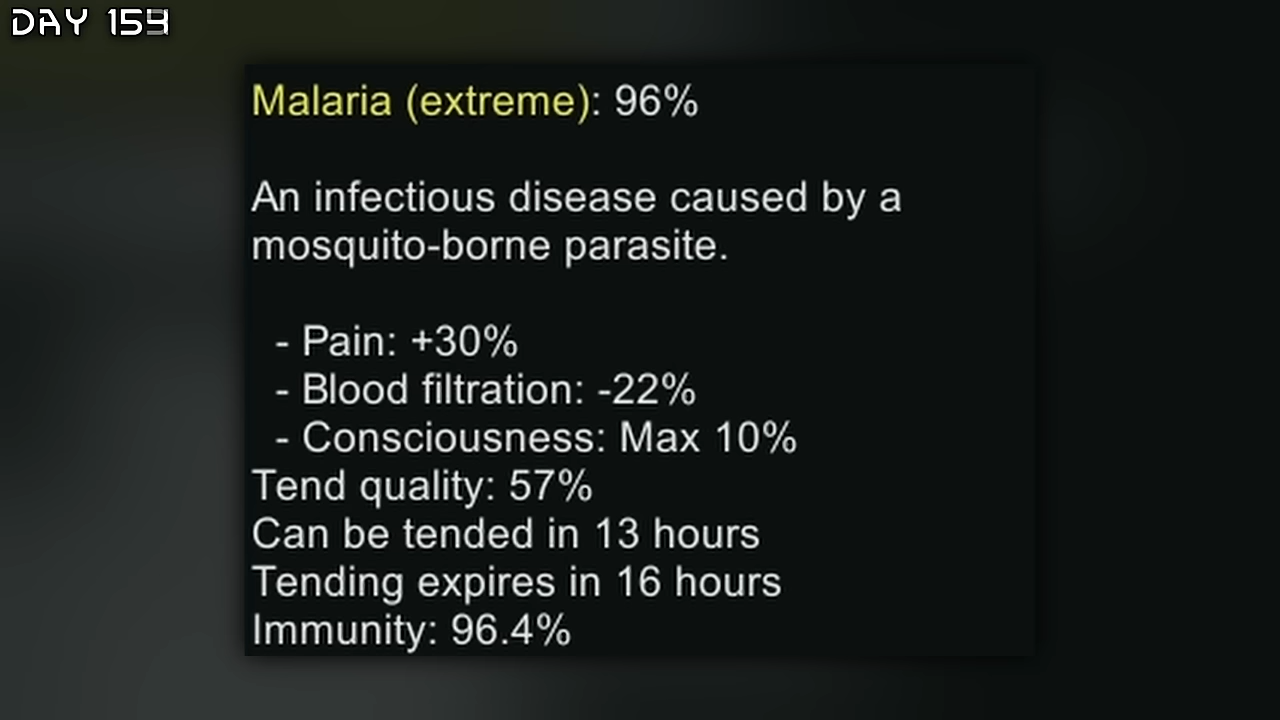 DAY 159
Malaria (extreme): 96%
An infectious disease caused by a
mosquito-borne parasite.
- Pain: +30%
- Blood filtration: -22%
- Consciousness: Max 10%
Tend quality: 57%
Can be tended in 13 hours
Tending expires in 16 hours
Immunity: 96.4%